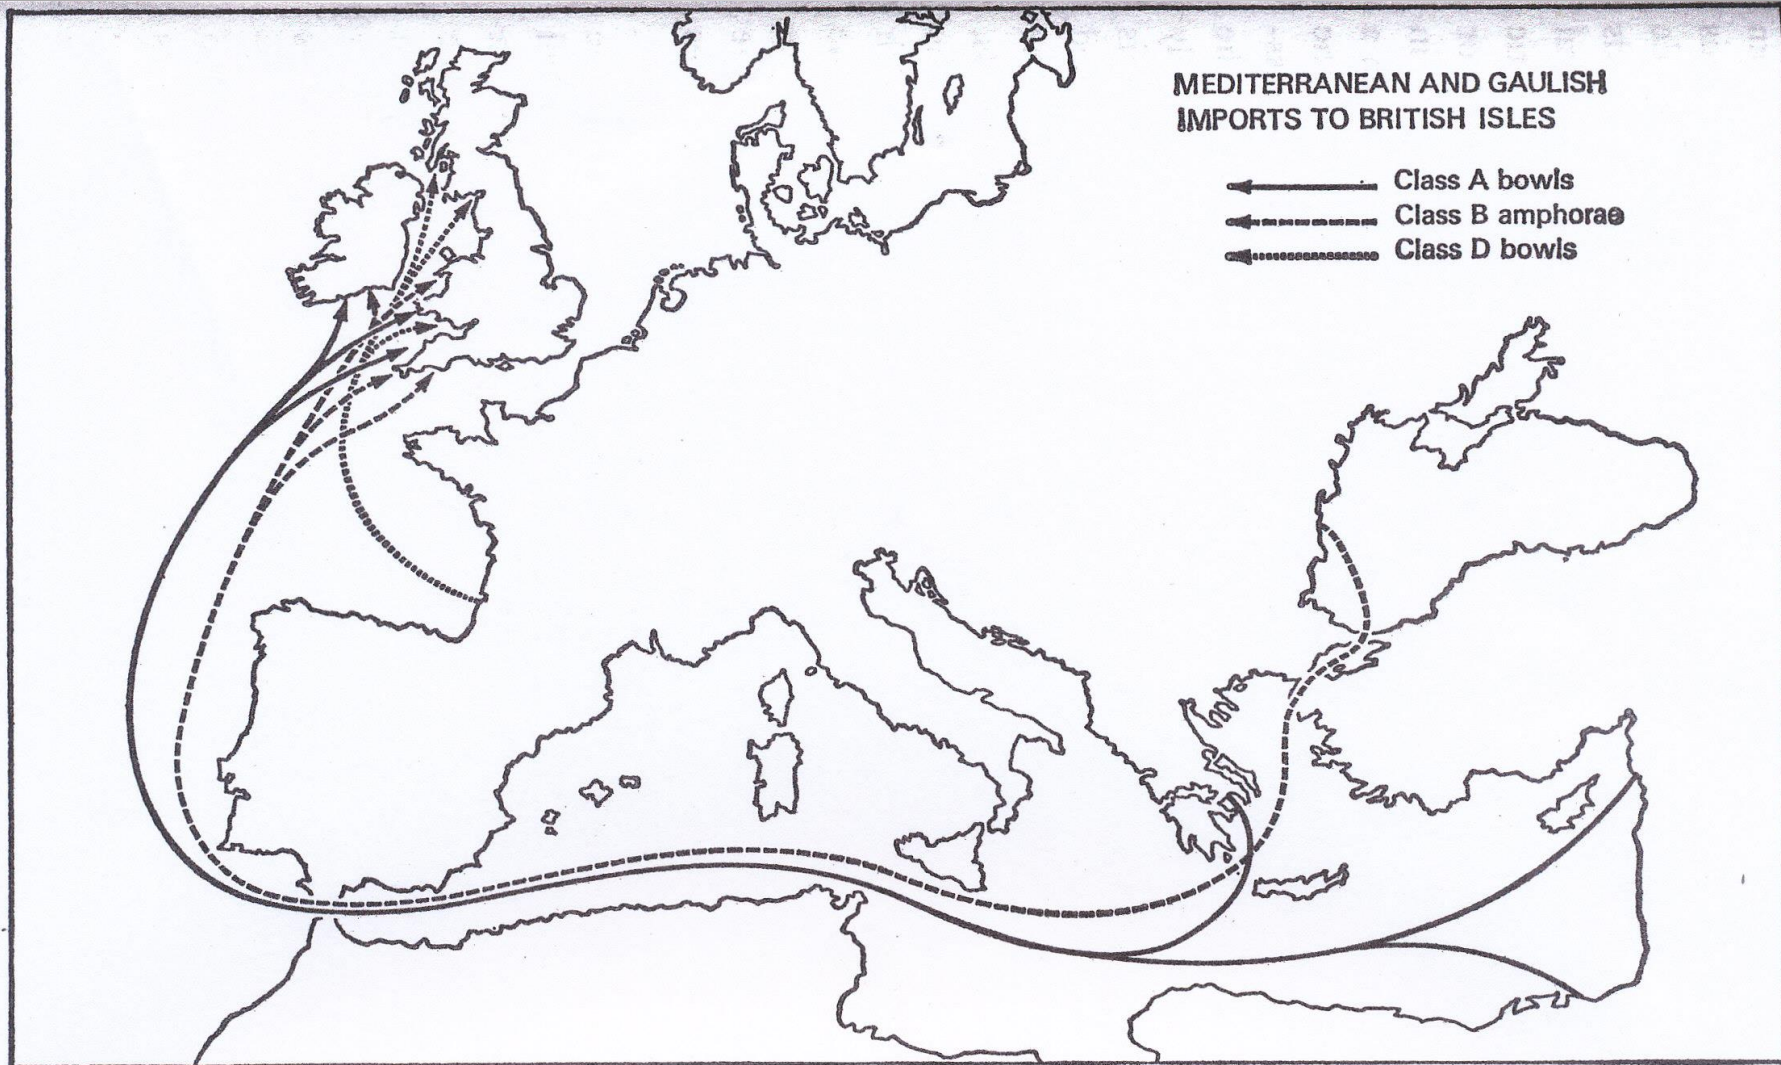 MEDITERRANEAN AND GAULISH
IMPORTS TO BRITISH ISLES
Class A bowls
Class B amphorae
Class D bowls